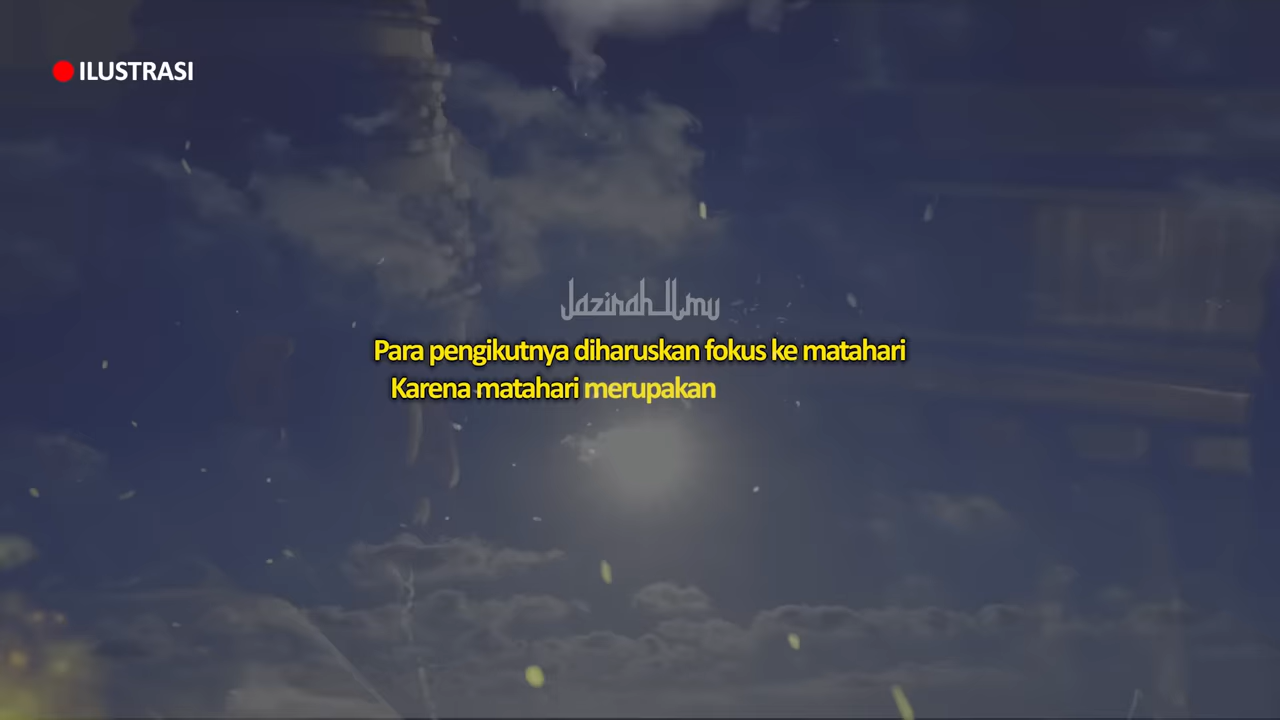 ILUSTRASI
Jazirah Ilmu
Para pengikutnya diharuskan fokus ke matahari
Karena matahari merupakan